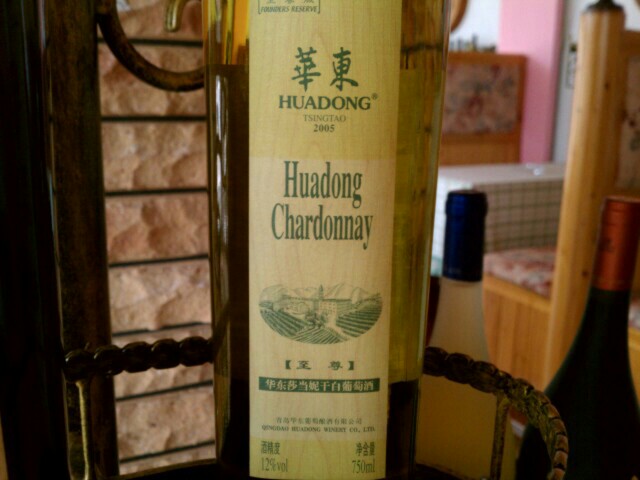 FOUNDERS RESERVE
華東
HUADONG®
TSINGTAO
2005
Huadong
Chardonnay
【至 尊】
华东莎当妮干白葡萄酒
青岛华东葡萄酿酒有限公司
QINGDAO HUADONG WINERY CO., LTD.
酒精度 净含量
12%vol 750ml